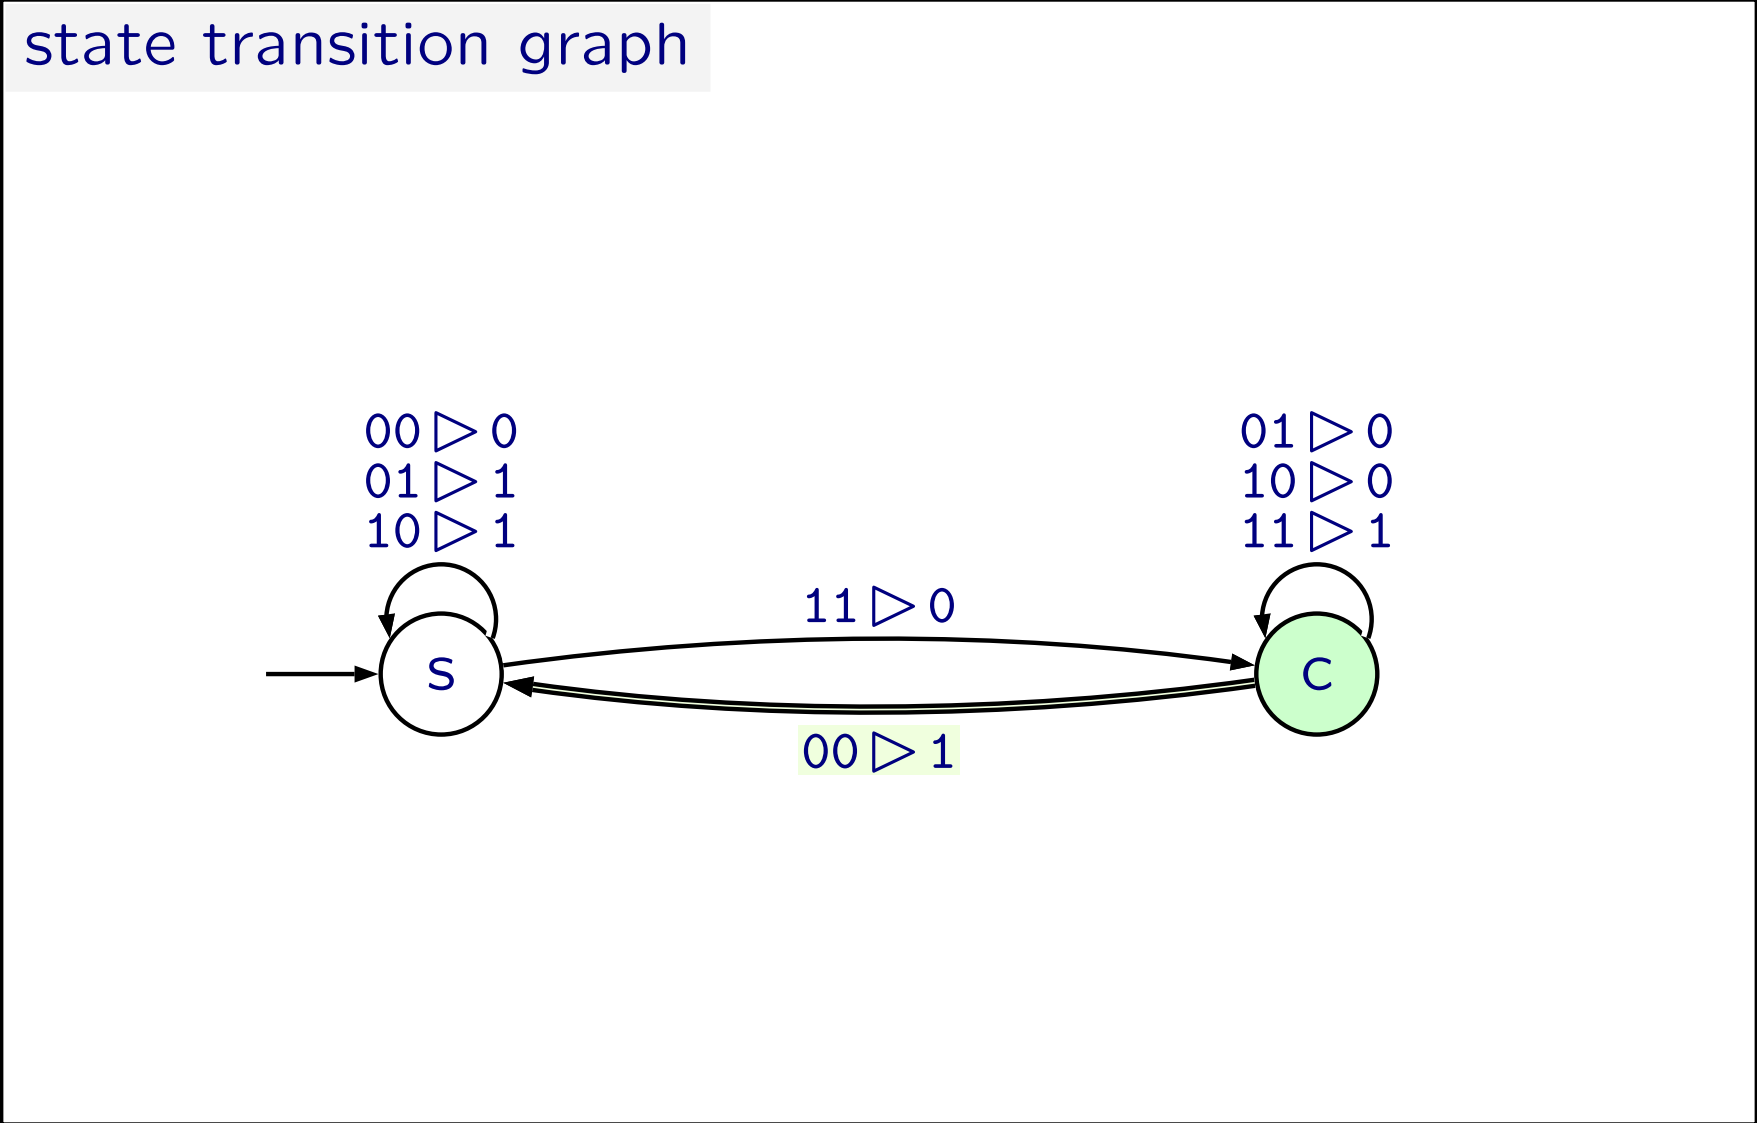 state transition graph
00 ▷ 0
01 ▷ 1
10 ▷ 1
01 ▷ 0
10 ▷ 0
11 ▷ 1
11 ▷ 0
S
C
00 ▷ 1